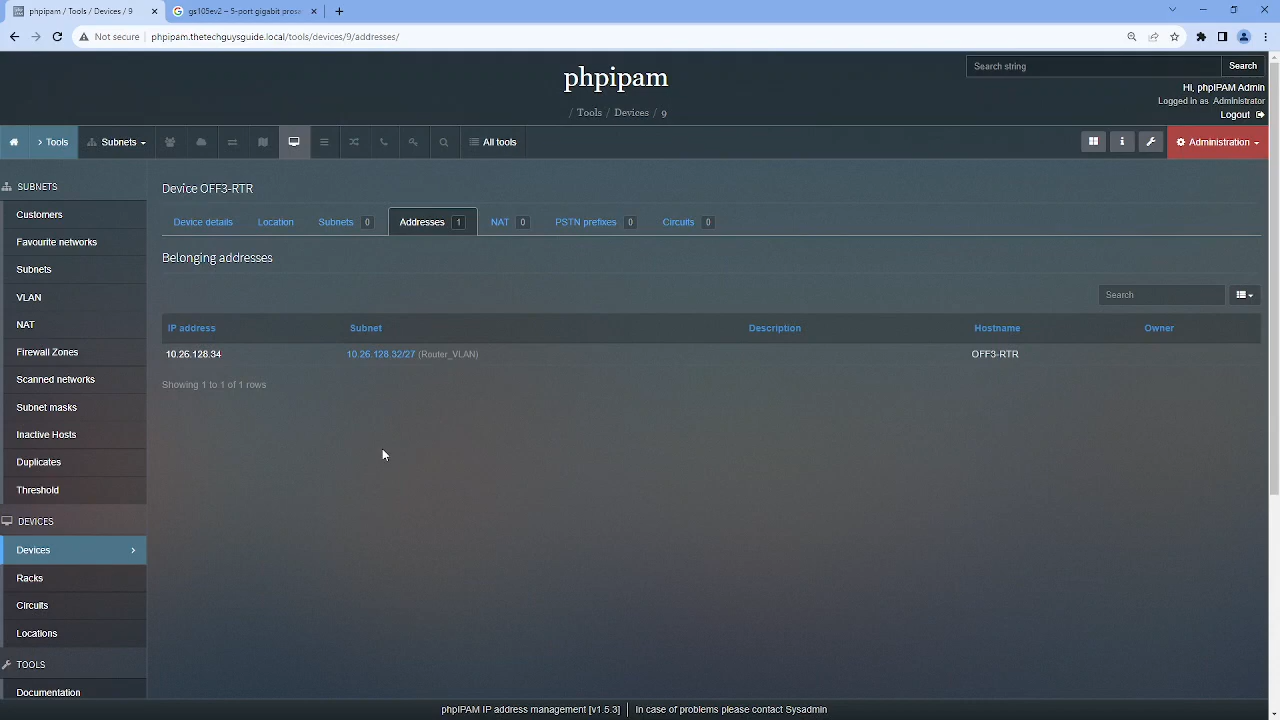 phpipam / Tools / Devices / 9
gs105ev2 – 5-port gigabit prose
Not secure
phpipam.thetechguysguide.local/tools/devices/9/addresses/
phpipam
/ Tools / Devices / 9
Search string
Search
Hi, phpIPAM Admin
Logged in as Administrator
Logout
Tools
Subnets
All tools
Administration
SUBNETS
Customers
Favourite networks
Subnets
VLAN
NAT
Firewall Zones
Scanned networks
Subnet masks
Inactive Hosts
Duplicates
Threshold
DEVICES
Devices
Racks
Circuits
Locations
TOOLS
Documentation
Device OFF3-RTR
Device details
Location
Subnets 0
Addresses 1
NAT 0
PSTN prefixes 0
Circuits 0
Belonging addresses
Search
IP address Subnet Description Hostname Owner
10.26.128.34 10.26.128.32/27 (Router_VLAN) OFF3-RTR
Showing 1 to 1 of 1 rows
phpIPAM IP address management [v1.5.3] In case of problems please contact Sysadmin